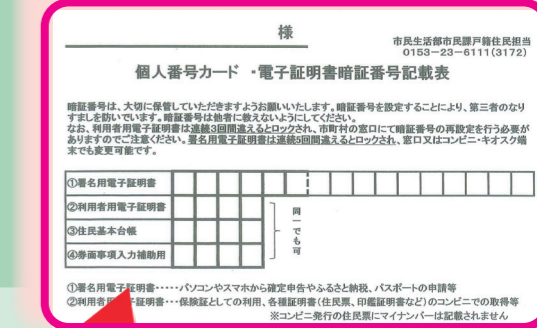 様
市民生活部市民課戸籍住民担当
0153-23-6111(3172)
個人番号カード ・電子証明書暗証番号記載表
暗証番号は、大切に保管していただきますようお願いいたします。暗証番号を設定することにより、第三者のなり
すましを防いでいます。暗証番号は他者に教えないようにしてください。
なお、利用者用電子証明書は連続3回間違えるとロックされ、市町村の窓口にて暗証番号の再設定を行う必要が
ありますのでご注意ください。署名用電子証明書は連続5回間違えるとロックされ、窓口又はコンビニ・キオスク端
末でも変更可能です。
①署名用電子証明書
②利用者用電子証明書
③住民基本台帳
④券面事項入力補助用
同一でも可
①署名用電子証明書・・・・・パソコンやスマホから確定申告やふるさと納税、パスポートの申請等
②利用者 電子証明書・・・保険証としての利用、各種証明書(住民票、印鑑証明書など)のコンビニでの取得等
※コンビニ発行の住民票にマイナンバーは記載されません